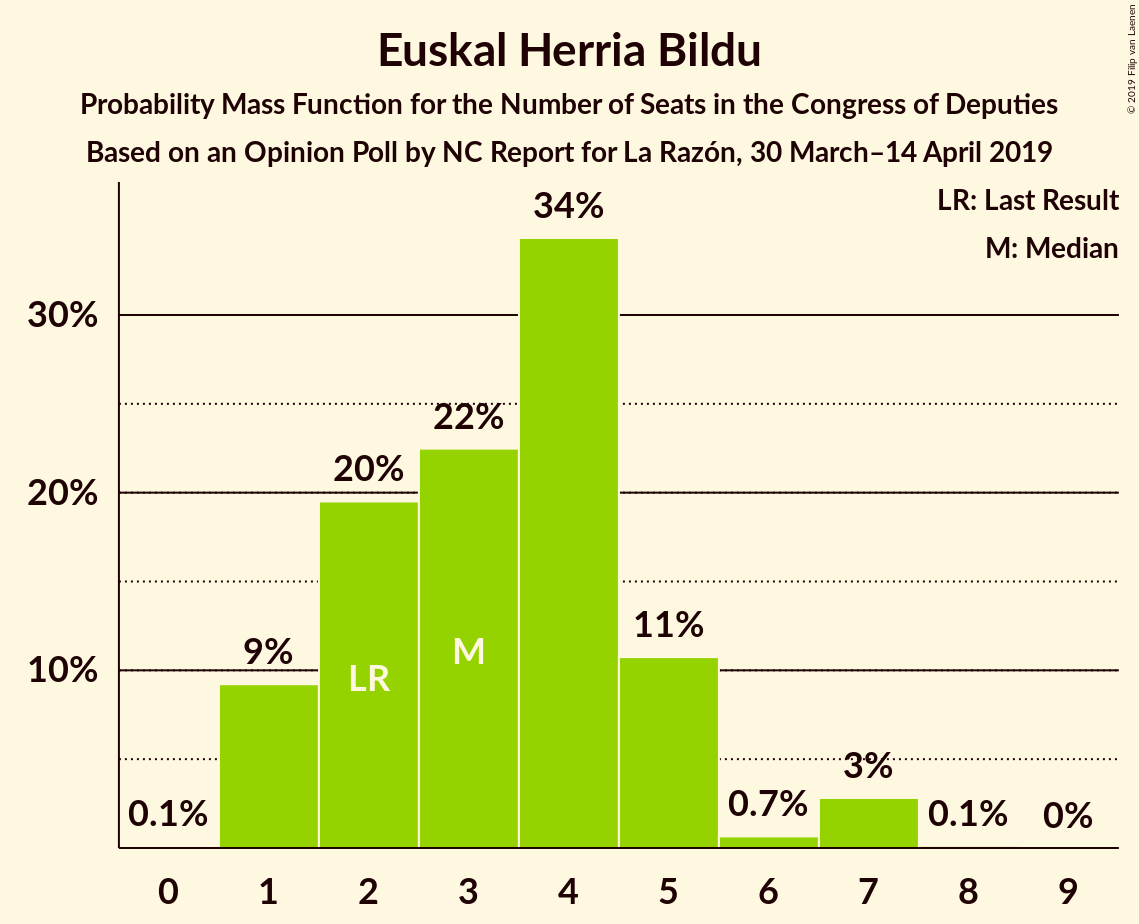 Euskal Herria Bildu
Probability Mass Function for the Number of Seats in the Congress of Deputies
Based on an Opinion Poll by NC Report for La Razón, 30 March–14 April 2019
© 2019 Filip van Laenen
LR: Last Result
M: Median
34%
30%
22%
20%
20%
11%
9%
10%
LR
M
3%
0.1%
0.7%
0.1%
0%
0 1 2 3 4 5 6 7 8 9